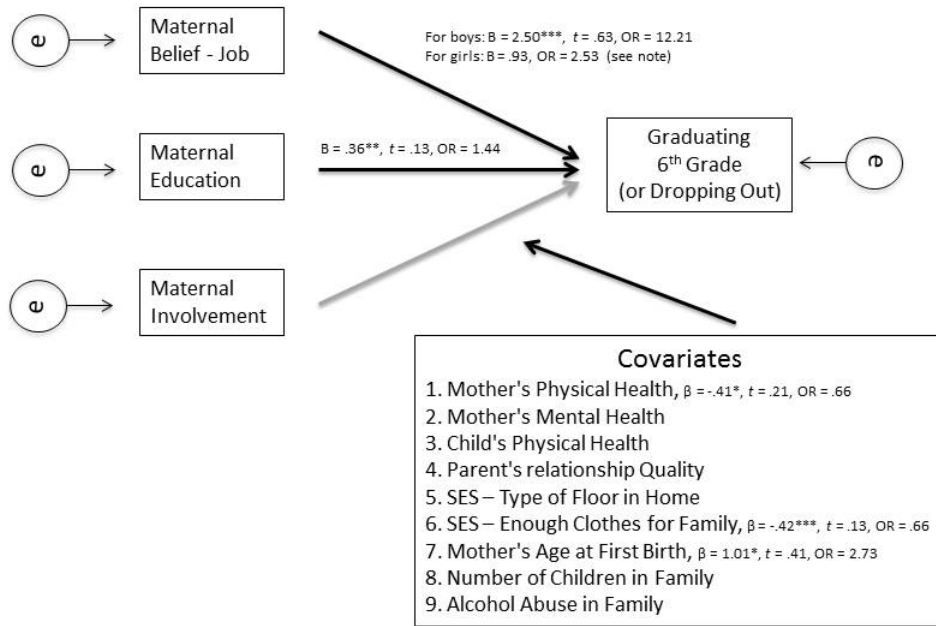 e
Maternal
Belief - Job
For boys: B = 2.50***, t = .63, OR = 12.21
For girls: B = .93, OR = 2.53 (see note)
e
Maternal
Education
B = .36**, t = .13, OR = 1.44
Graduating
6th Grade
(or Dropping Out)
e
e
Maternal
Involvement
Covariates
1. Mother's Physical Health, β = -.41*, t = .21, OR = .66
2. Mother's Mental Health
3. Child's Physical Health
4. Parent's relationship Quality
5. SES – Type of Floor in Home
6. SES – Enough Clothes for Family, β = -.42***, t = .13, OR = .66
7. Mother's Age at First Birth, β = 1.01*, t = .41, OR = 2.73
8. Number of Children in Family
9. Alcohol Abuse in Family